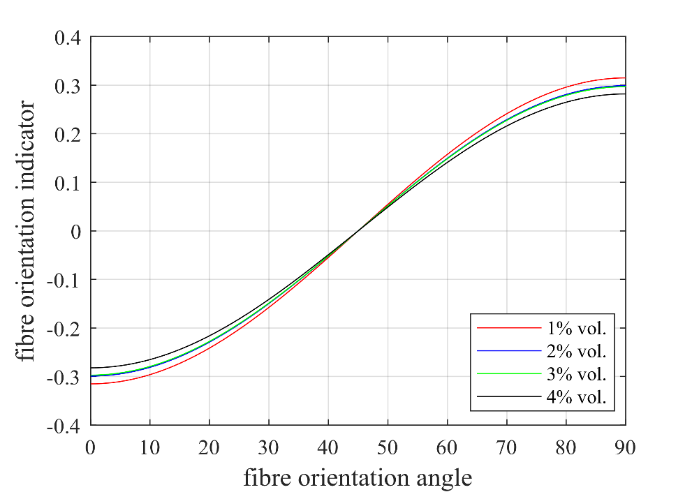 0.4
0.3
0.2
0.1
0
-0.1
-0.2
-0.3
-0.4
fibre orientation indicator
1% vol.
2% vol.
3% vol.
4% vol.
0 10 20 30 40 50 60 70 80 90
fibre orientation angle